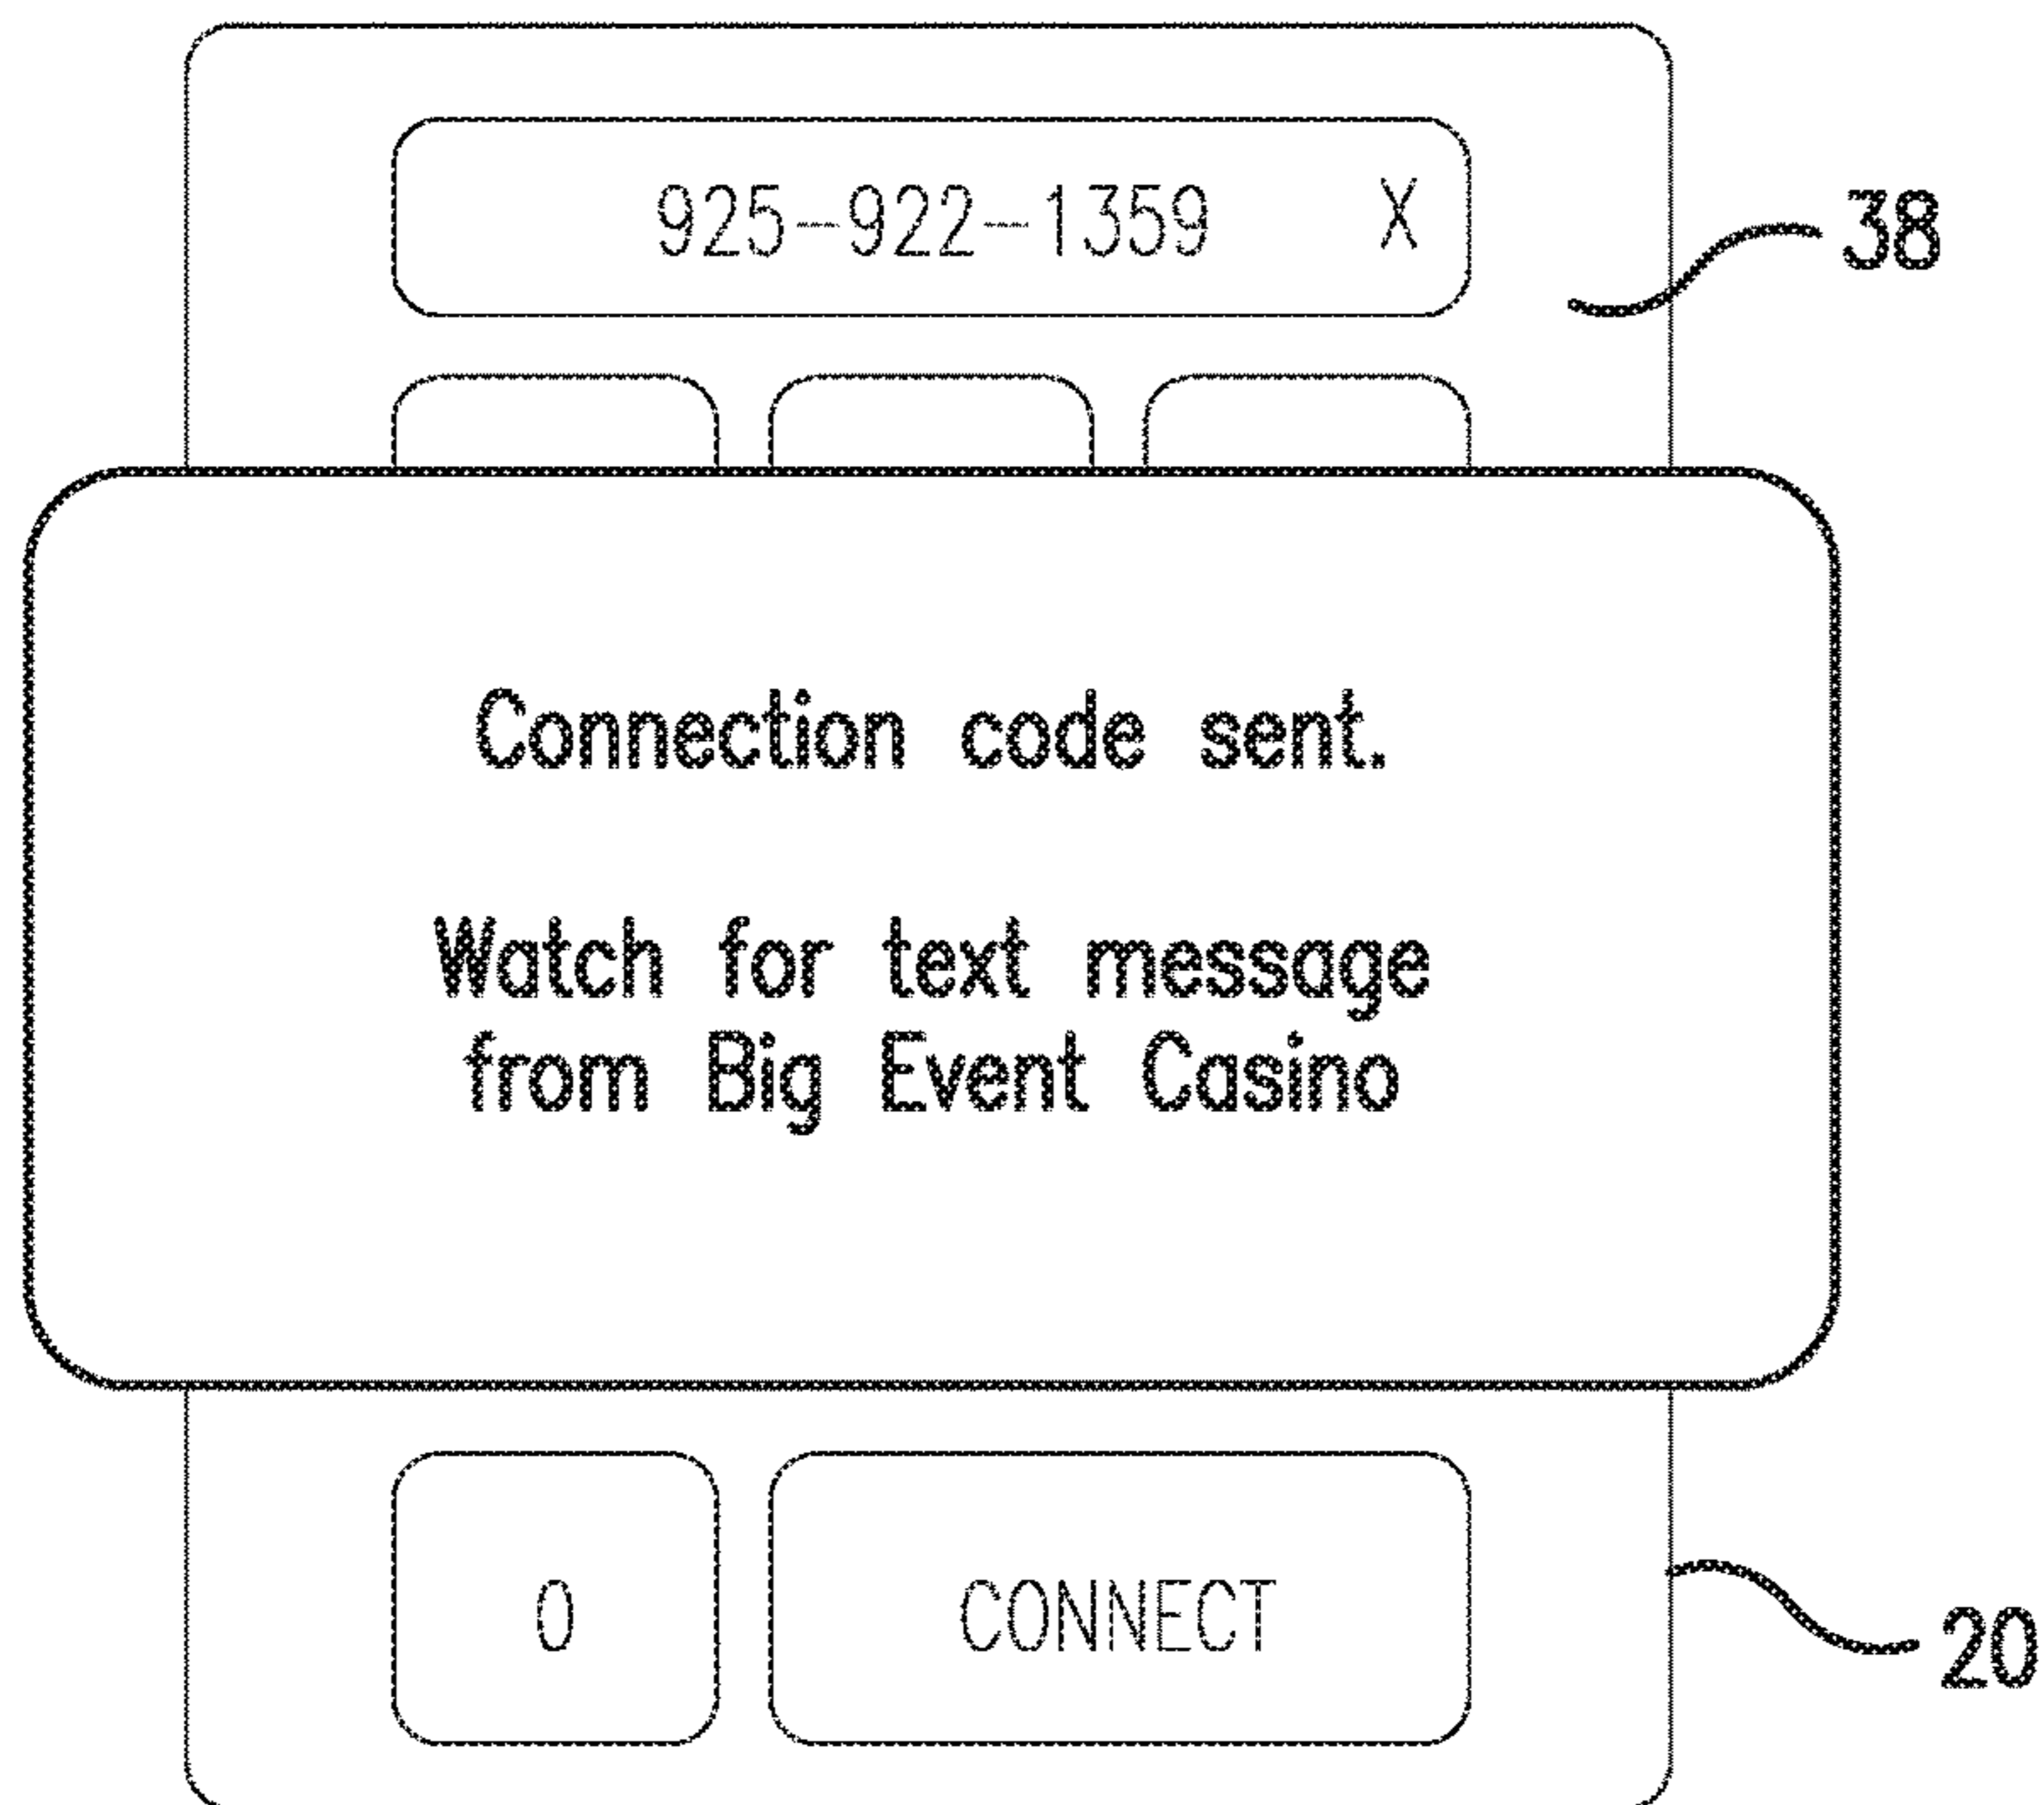 925-922-1359 X
38
Connection code sent.
Watch for text message
from Big Event Casino
0 CONNECT
20